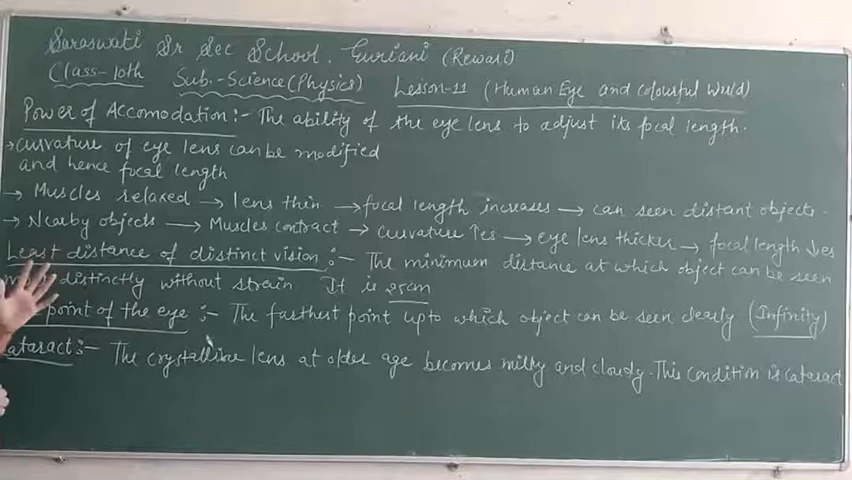 Saraswati Sr Sec School. Guriani (Rewari)
Class-10th Sub.-Science(Physics) Lesson-11 (Human Eye and colourful World)
Power of Accomodation:- The ability of the eye lens to adjust its focal length.
→curvature of eye lens can be modified
and hence focal length
→ Muscles relaxed → lens thin → focal length increases → can seen distant objects.
→ Nearby objects → Muscles contract → curvature ↑es → eye lens thicker → focal length ↓es
Least distance of distinct vision :- The minimum distance at which object can be seen
distinctly without strain It is 25cm
point of the eye :- The farthest point upto which object can be seen clearly (Infinity)
Cataract:- The crystalline lens at older age becomes milky and cloudy. This condition is cataract